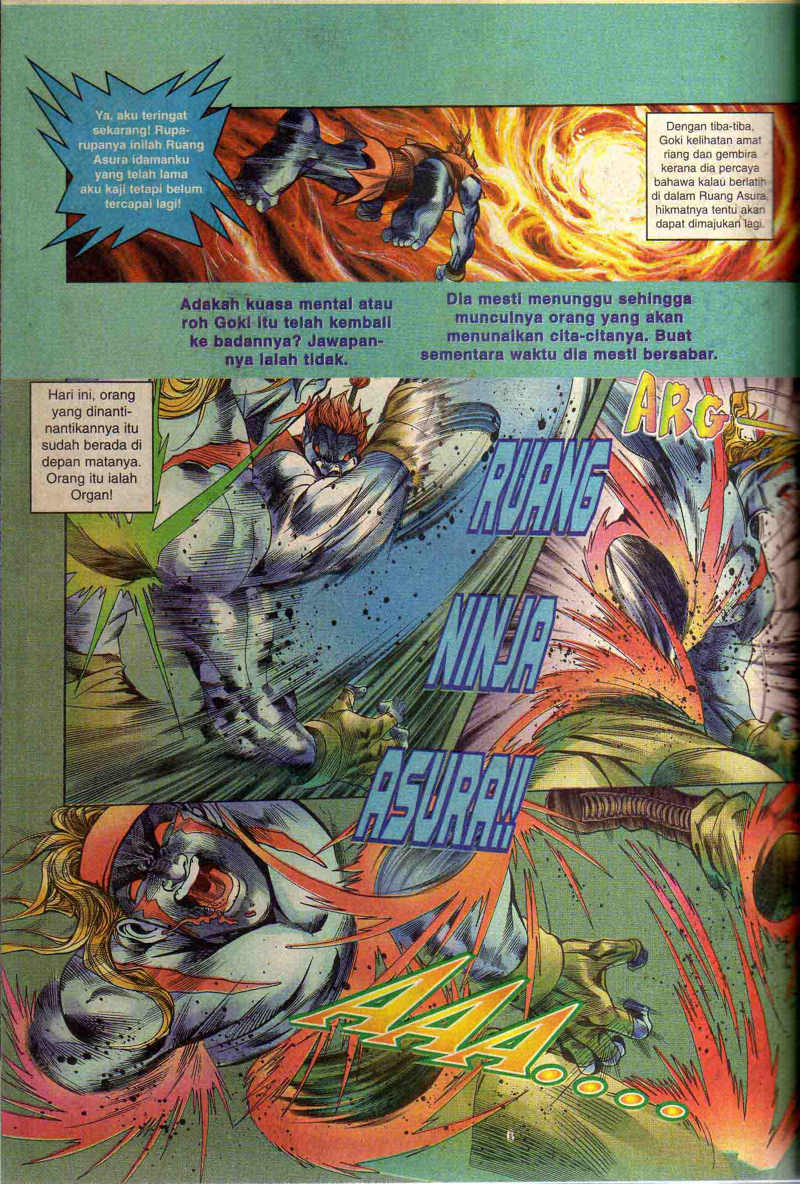 Ya, aku teringat
sekarang! Rupa-
rupanya inilah Ruang
Asura idamanku
yang telah lama
aku kaji tetapi belum
tercapai lagi!
Dengan tiba-tiba,
Goki kelihatan amat
riang dan gembira
kerana dia percaya
bahawa kalau berlatih
di dalam Ruang Asura,
hikmatnya tentu akan
dapat dimajukan lagi.
Adakah kuasa mental atau
roh Goki itu telah kembali
ke badannya? Jawapan-
nya ialah tidak.
Dia mesti menunggu sehingga
munculnya orang yang akan
menunaikan cita-citanya. Buat
sementara waktu dia mesti bersabar.
Hari ini, orang
yang dinanti-
nantikannya itu
sudah berada di
depan matanya.
Orang itu ialah
Organ!
ARG
RUANG
NINJA
ASURA!!
AAA....
6